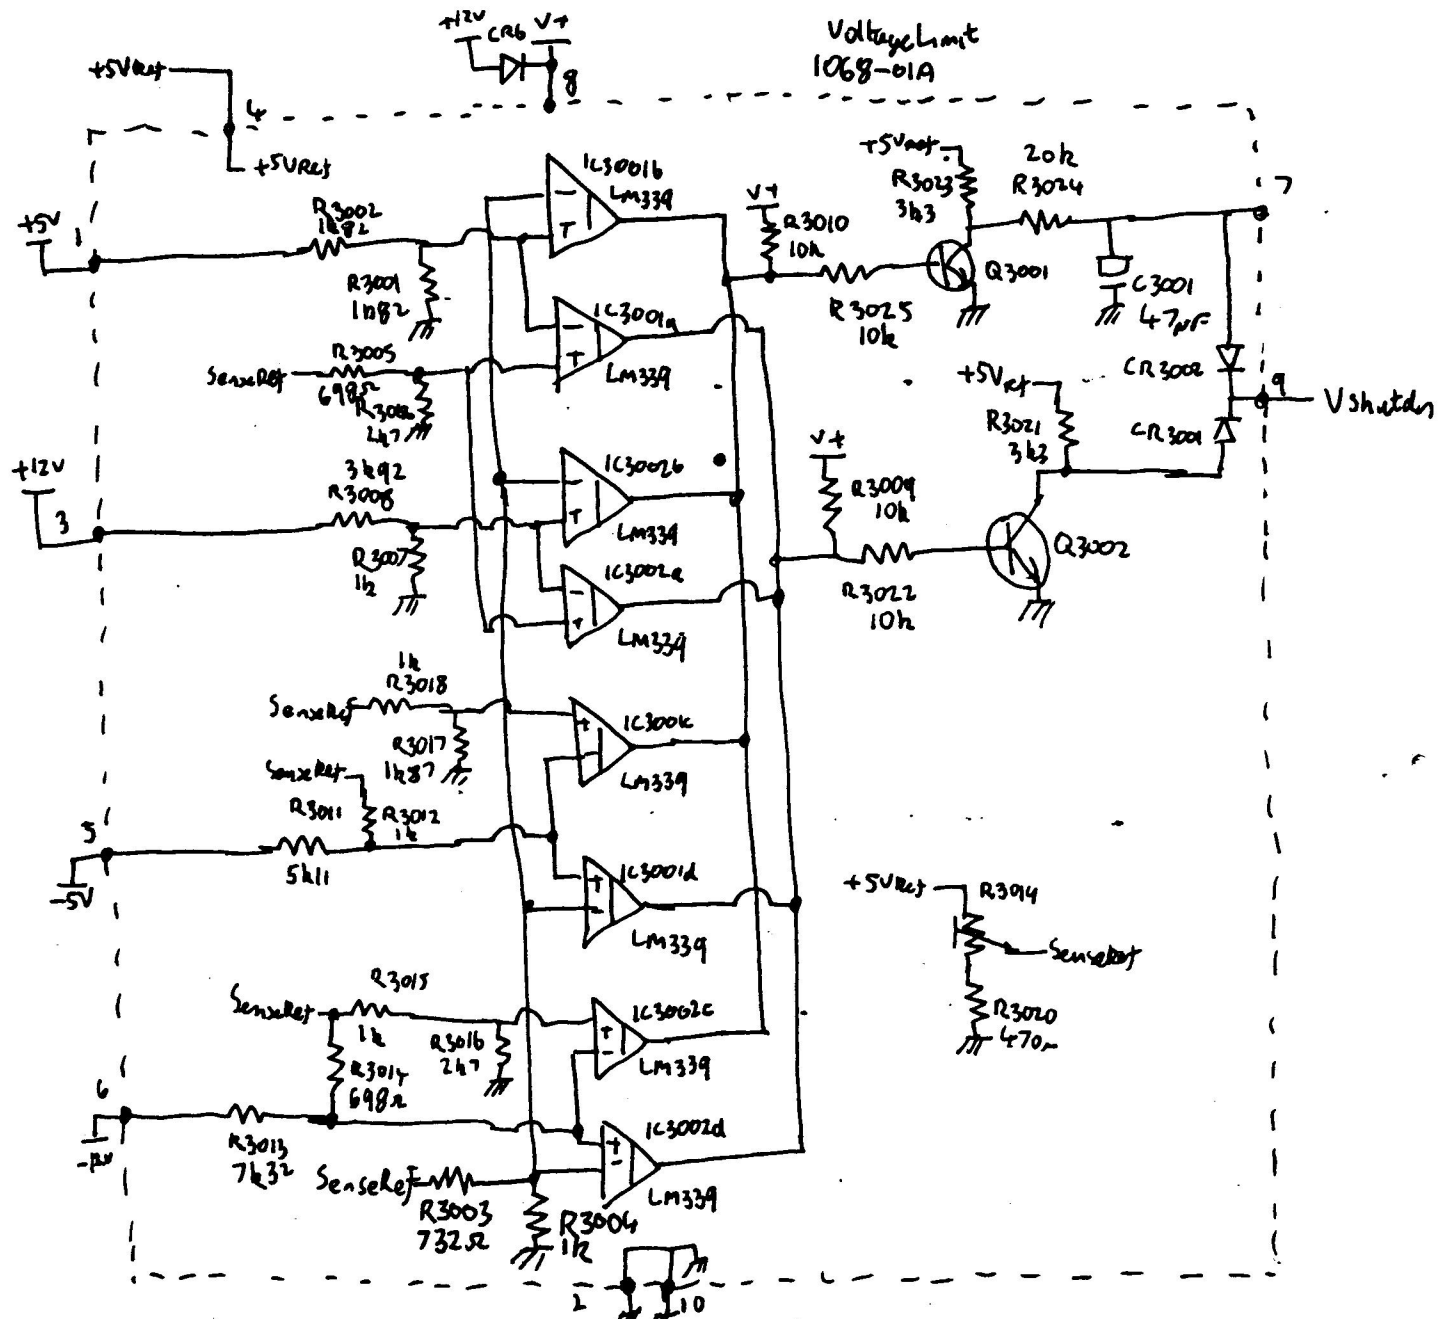 +12V
V+
CR6
8
Voltage Limit
1068-01A
+5VRef
4
+5VRef
+5V
1
R3002
1k82
R3001
1k82
IC3001b
LM339
V+
R3010
10k
+5Vref
R3023
3k3
20k
R3024
7
Q3001
R3025
10k
C3001
47µF
SenseRef
R3005
698Ω
2k7
IC3001a
LM339
CR3002
9
Vshutdn
CR3001
+5Vref
R3021
3k3
+12V
3
3k92
R3008
R3007
1k
IC3002b
LM339
V+
R3009
10k
Q3002
R3022
10k
IC3002a
LM339
1k
R3018
SenseRef
R3017
1k87
IC3001c
LM339
SenseRef
R3011
5k11
R3012
1k
5
-5V
IC3001d
LM339
+5VRef
R3014
SenseRef
R3020
470Ω
SenseRef
R3015
1k
R3016
2k7
R3014
698Ω
IC3002c
LM339
6
-12V
R3013
7k32
IC3002d
LM339
SenseRef
R3003
732Ω
R3004
1k
2
10